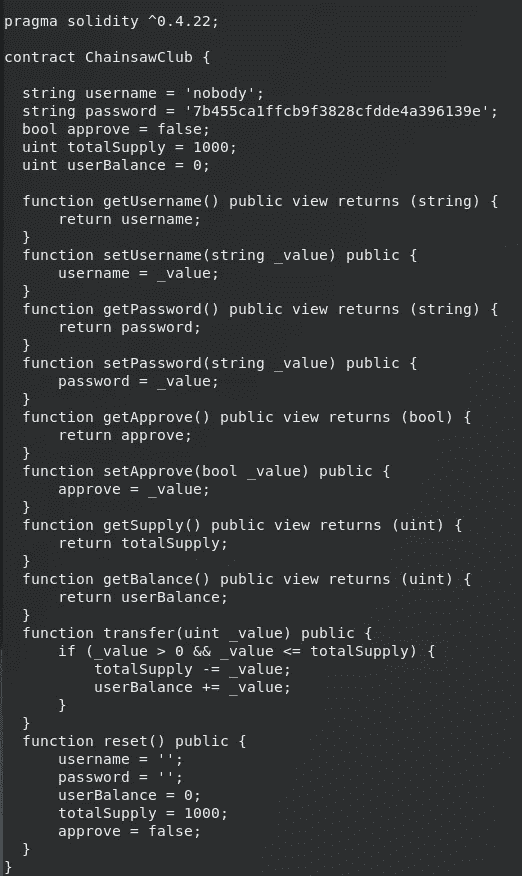 pragma solidity ^0.4.22;
contract ChainsawClub {
string username = 'nobody';
string password = '7b455ca1ffcb9f3828cfdde4a396139e';
bool approve = false;
uint totalSupply = 1000;
uint userBalance = 0;
function getUsername() public view returns (string) {
return username;
}
function setUsername(string _value) public {
username = _value;
}
function getPassword() public view returns (string) {
return password;
}
function setPassword(string _value) public {
password = _value;
}
function getApprove() public view returns (bool) {
return approve;
}
function setApprove(bool _value) public {
approve = _value;
}
function getSupply() public view returns (uint) {
return totalSupply;
}
function getBalance() public view returns (uint) {
return userBalance;
}
function transfer(uint _value) public {
if (_value > 0 && _value <= totalSupply) {
totalSupply -= _value;
userBalance += _value;
}
}
function reset() public {
username = '';
password = '';
userBalance = 0;
totalSupply = 1000;
approve = false;
}
}